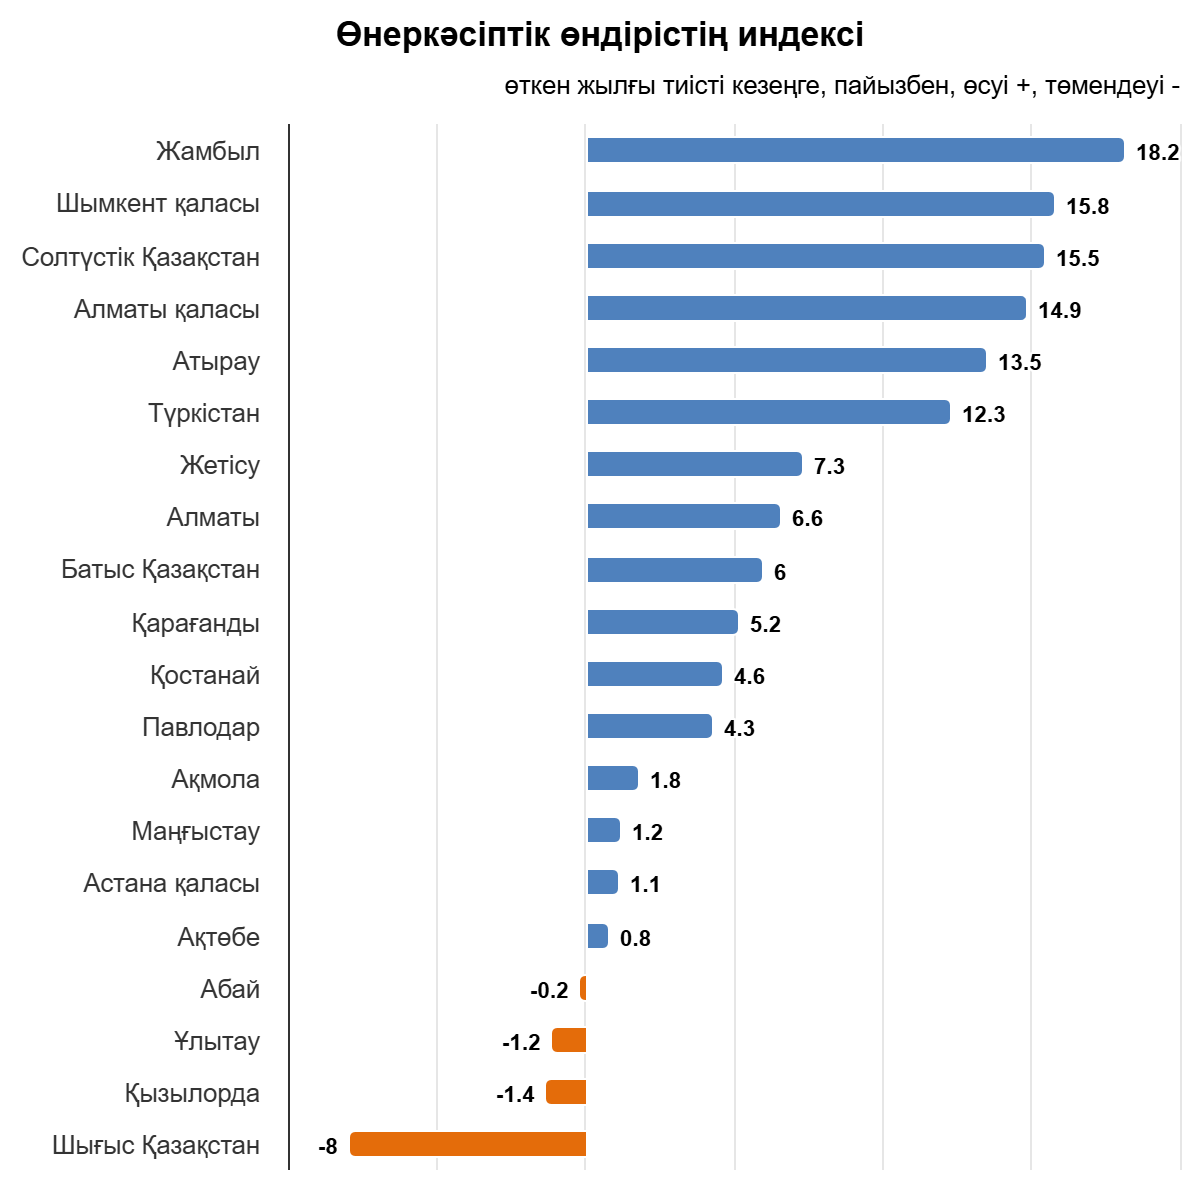 Өнеркәсіптік өндірістің индексі
өткен жылғы тиісті кезеңге, пайызбен, өсуі +, төмендеуі -
Жамбыл 18.2
Шымкент қаласы 15.8
Солтүстік Қазақстан 15.5
Алматы қаласы 14.9
Атырау 13.5
Түркістан 12.3
Жетісу 7.3
Алматы 6.6
Батыс Қазақстан 6
Қарағанды 5.2
Қостанай 4.6
Павлодар 4.3
Ақмола 1.8
Маңғыстау 1.2
Астана қаласы 1.1
Ақтөбе 0.8
Абай -0.2
Ұлытау -1.2
Қызылорда -1.4
Шығыс Қазақстан -8